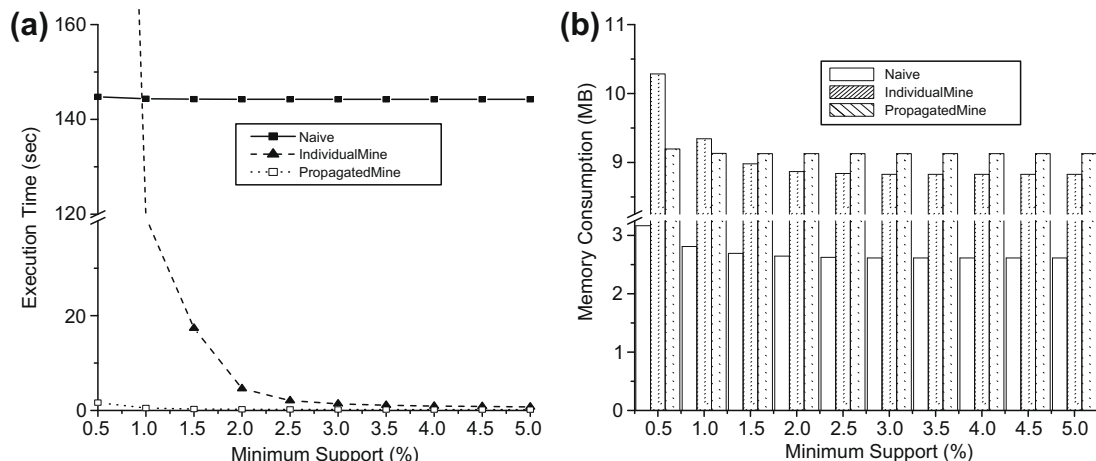 (a)
160
140
120
20
0
Execution Time (sec)
Naive
IndividualMine
PropagatedMine
0.5 1.0 1.5 2.0 2.5 3.0 3.5 4.0 4.5 5.0
Minimum Support (%)
(b)
11
10
9
3
2
1
0
Memory Consumption (MB)
Naive
IndividualMine
PropagatedMine
0.5 1.0 1.5 2.0 2.5 3.0 3.5 4.0 4.5 5.0
Minimum Support (%)